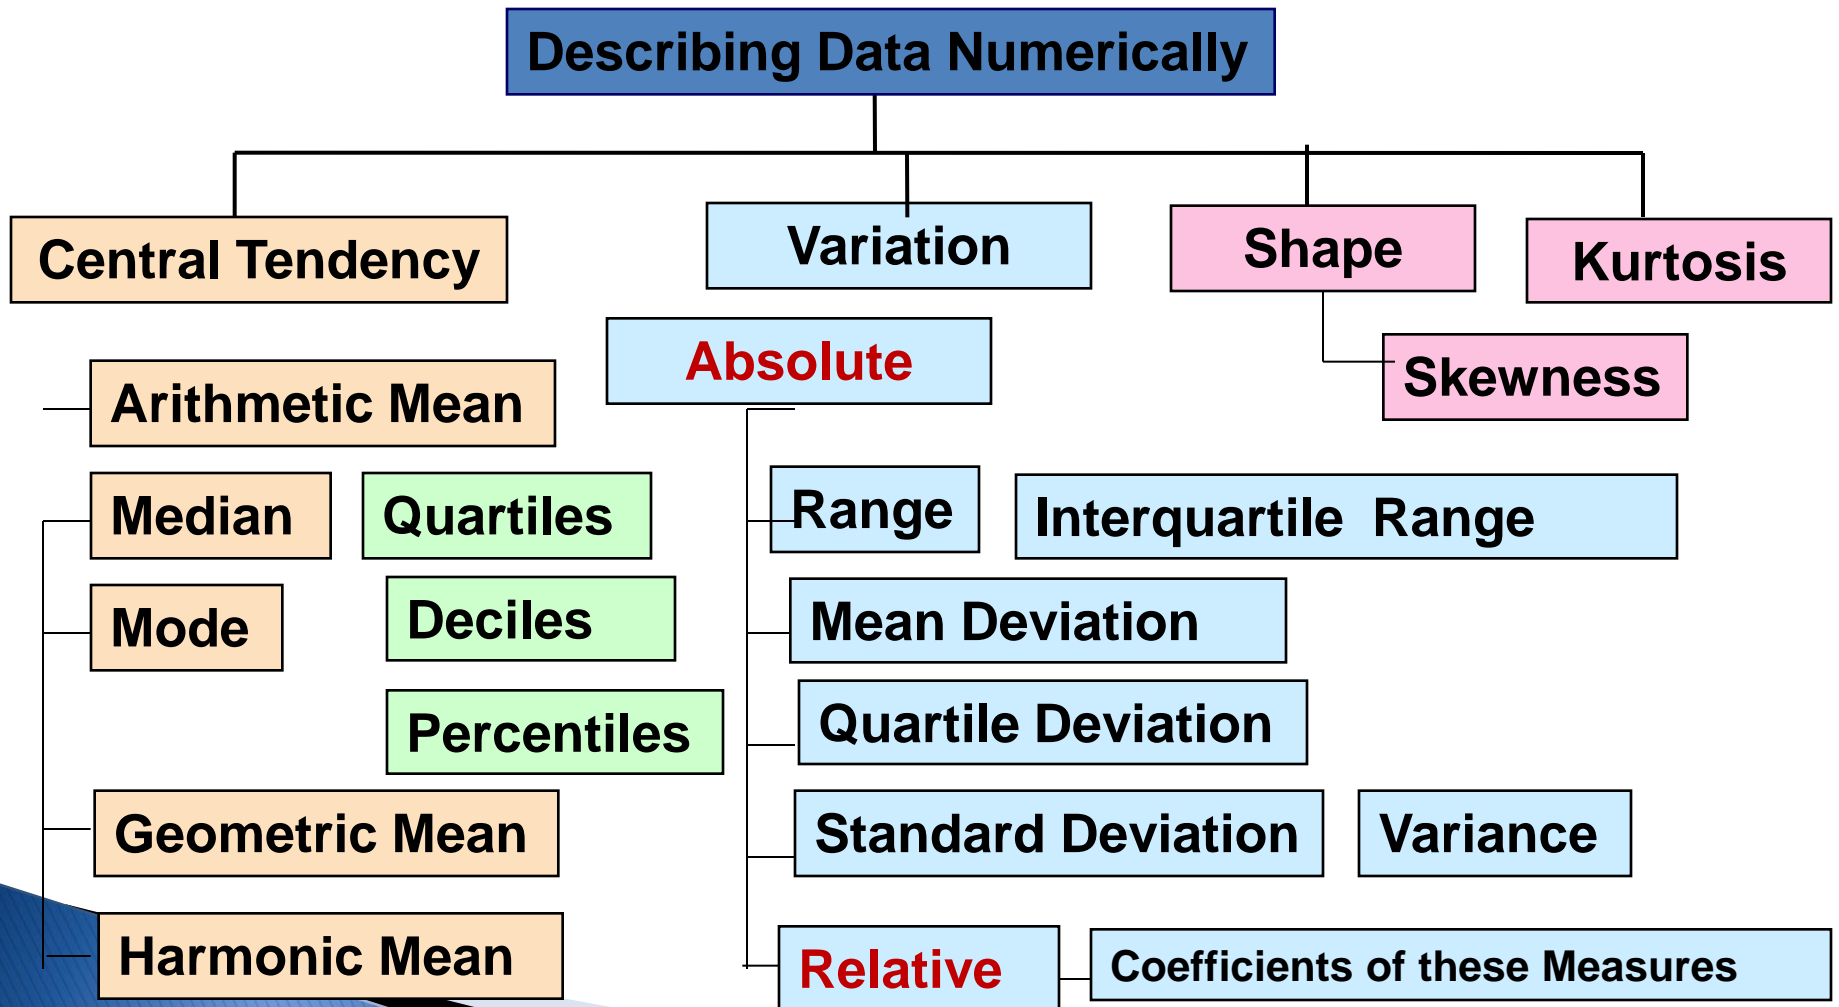 Describing Data Numerically
Central Tendency
Variation
Shape
Kurtosis
Absolute
Skewness
Arithmetic Mean
Median
Quartiles
Range
Interquartile Range
Mode
Deciles
Mean Deviation
Percentiles
Quartile Deviation
Geometric Mean
Standard Deviation
Variance
Harmonic Mean
Relative
Coefficients of these Measures